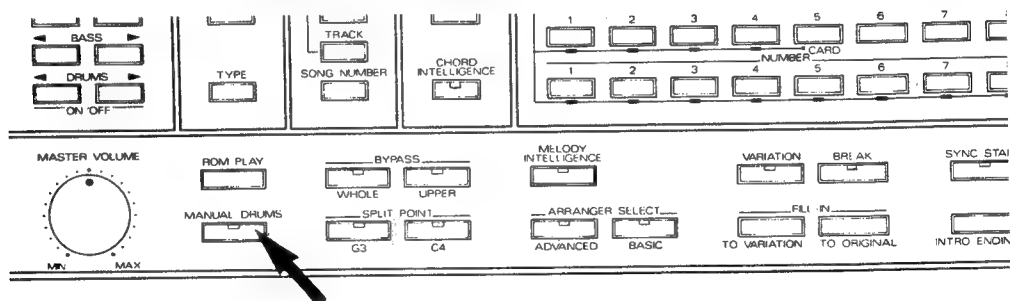 1 2 3 4 5 6 7
TRACK
◄ BASS ►
CARD
NUMBER
CHORD
INTELLIGENCE
TYPE
SONG NUMBER
◄ DRUMS ►
1 2 3 4 5 6 7
ON OFF
MASTER VOLUME
ROM PLAY
BYPASS
MELODY
INTELLIGENCE
VARIATION
BREAK
SYNC
WHOLE
UPPER
MANUAL DRUMS
SPLIT POINT
ARRANGER SELECT
FILL IN
G3
C4
ADVANCED
BASIC
TO VARIATION
TO ORIGINAL
INTRO
MIN
MAX